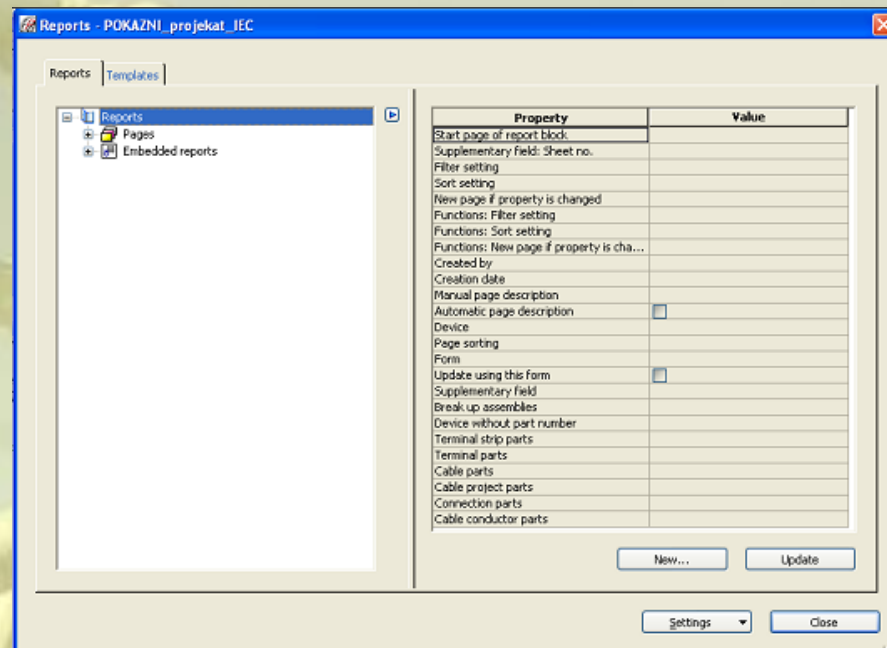 Reports - POKAZNI_projekat_IEC
Reports
Templates
Reports
Pages
Embedded reports
Property Value
Start page of report block
Supplementary field: Sheet no.
Filter setting
Sort setting
New page if property is changed
Functions: Filter setting
Functions: Sort setting
Functions: New page if property is cha...
Created by
Creation date
Manual page description
Automatic page description
Device
Page sorting
Form
Update using this form
Supplementary field
Break up assemblies
Device without part number
Terminal strip parts
Terminal parts
Cable parts
Cable project parts
Connection parts
Cable conductor parts
New... Update
Settings Close